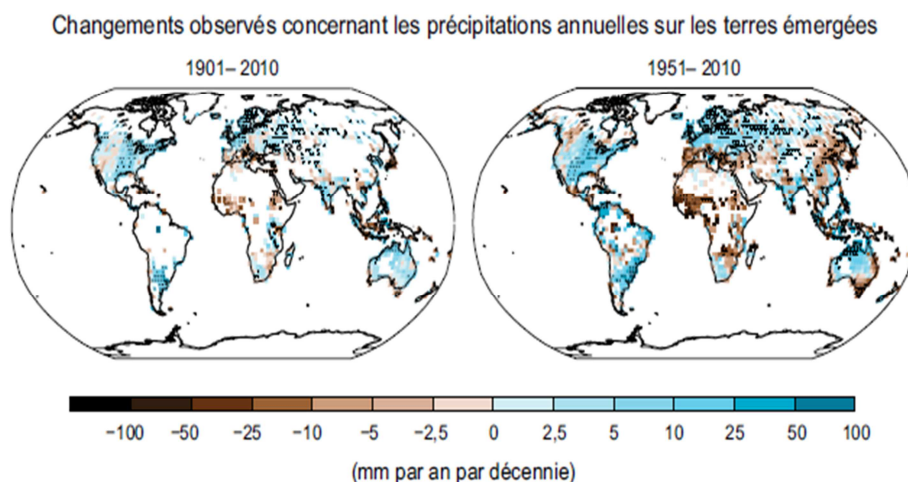 Changements observés concernant les précipitations annuelles sur les terres émergées
1901– 2010
1951– 2010
−100 −50 −25 −10 −5 −2,5 0 2,5 5 10 25 50 100
(mm par an par décennie)